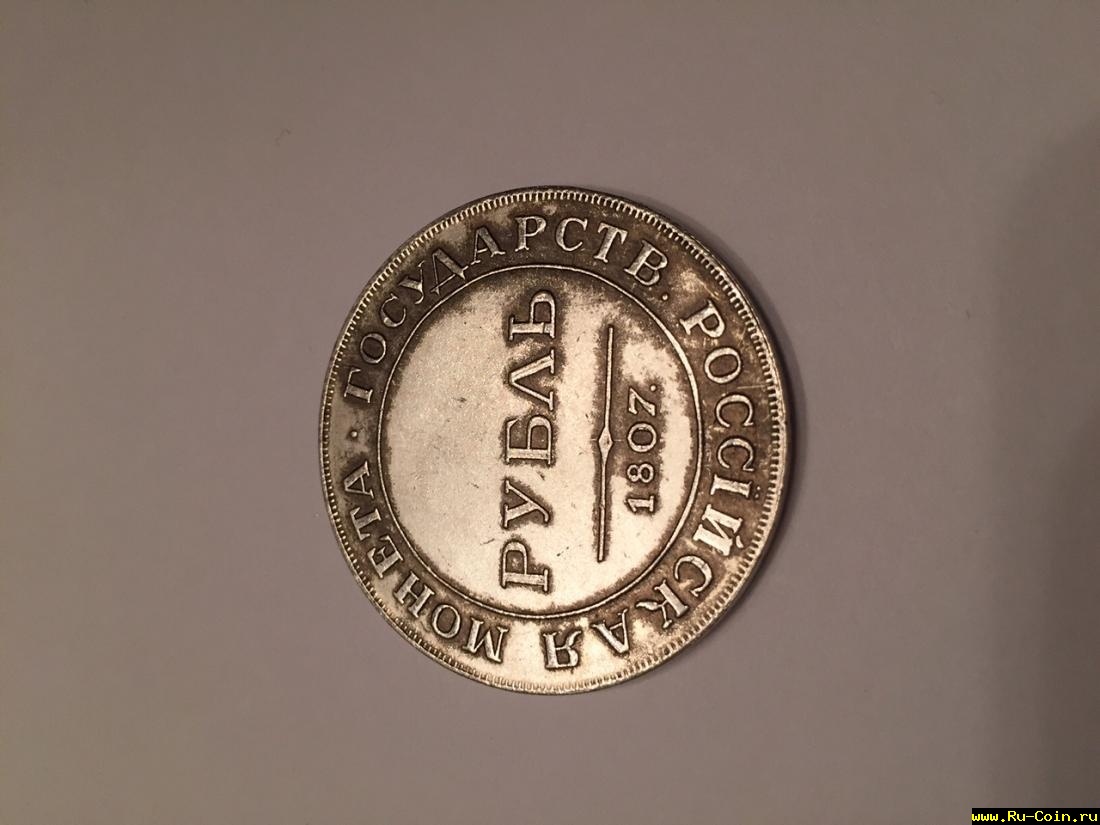 МОНЕТА · ГОСУДАРСТВ. РОССІЙСКАЯ
РУБЛЬ
1807.
www.Ru-Coin.ru